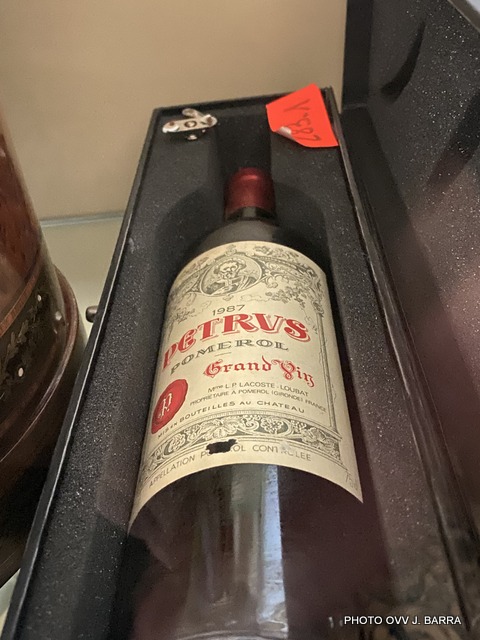 1987
PETRVS
POMEROL
Grand Vin
Mme L.P. LACOSTE-LOUBAT
PROPRIÉTAIRE A POMEROL (GIRONDE) FRANCE
P
MIS EN BOUTEILLES AU CHATEAU
APPELLATION CONTROLEE
PHOTO OVV J. BARRA